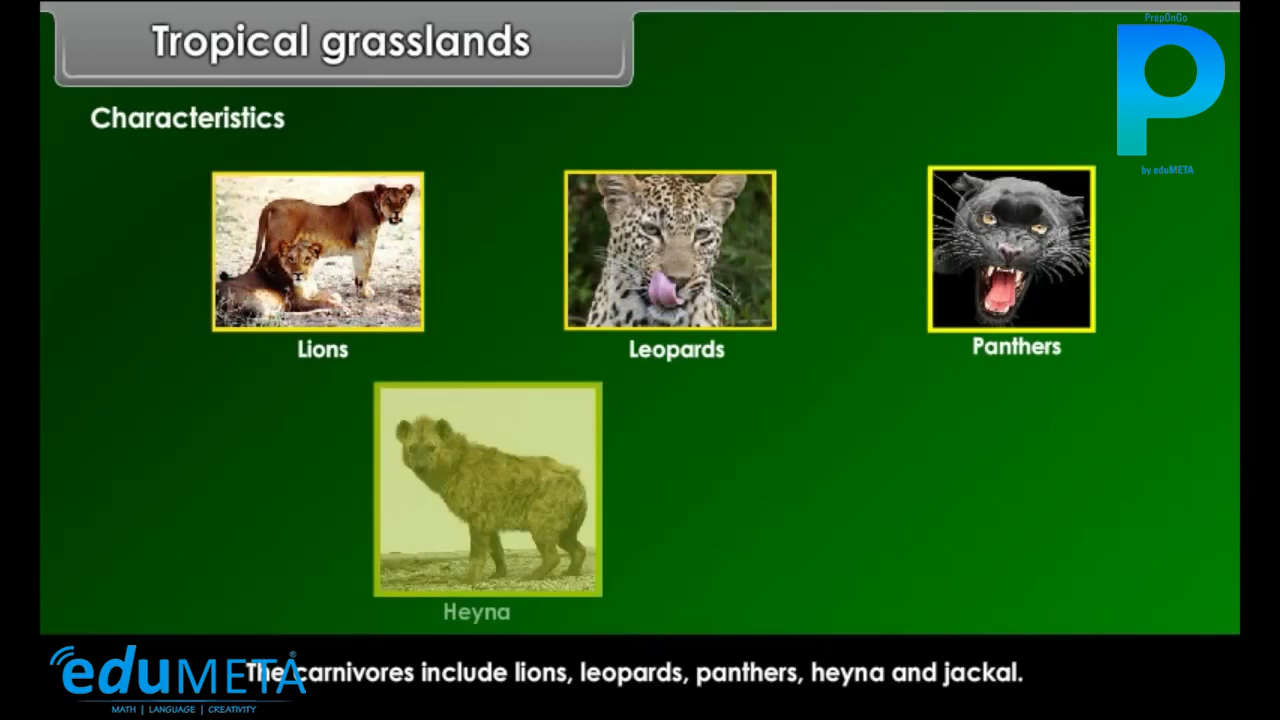 Tropical grasslands
PrepOnGo
P
by eduMETA
Characteristics
Lions
Leopards
Panthers
Heyna
The carnivores include lions, leopards, panthers, heyna and jackal.
eduMETA®
MATH | LANGUAGE | CREATIVITY